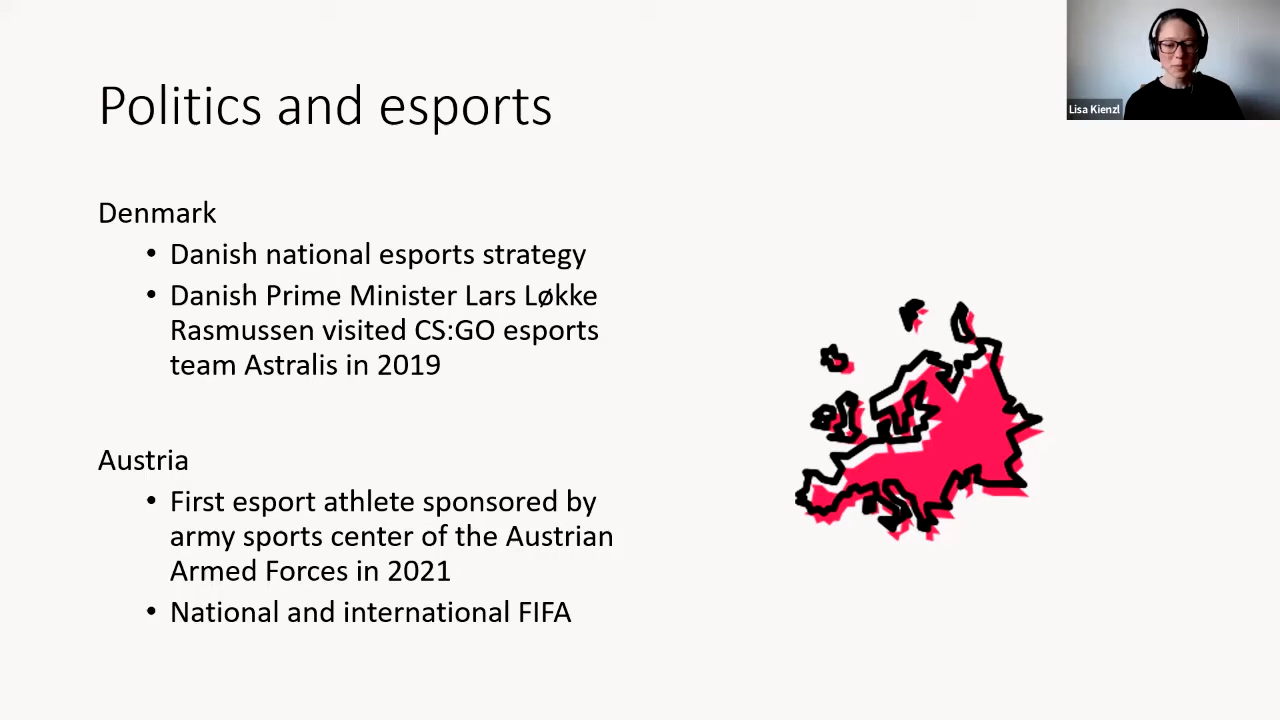 Politics and esports
Lisa Kienzl
Denmark
• Danish national esports strategy
• Danish Prime Minister Lars Løkke
Rasmussen visited CS:GO esports
team Astralis in 2019
Austria
• First esport athlete sponsored by
army sports center of the Austrian
Armed Forces in 2021
• National and international FIFA